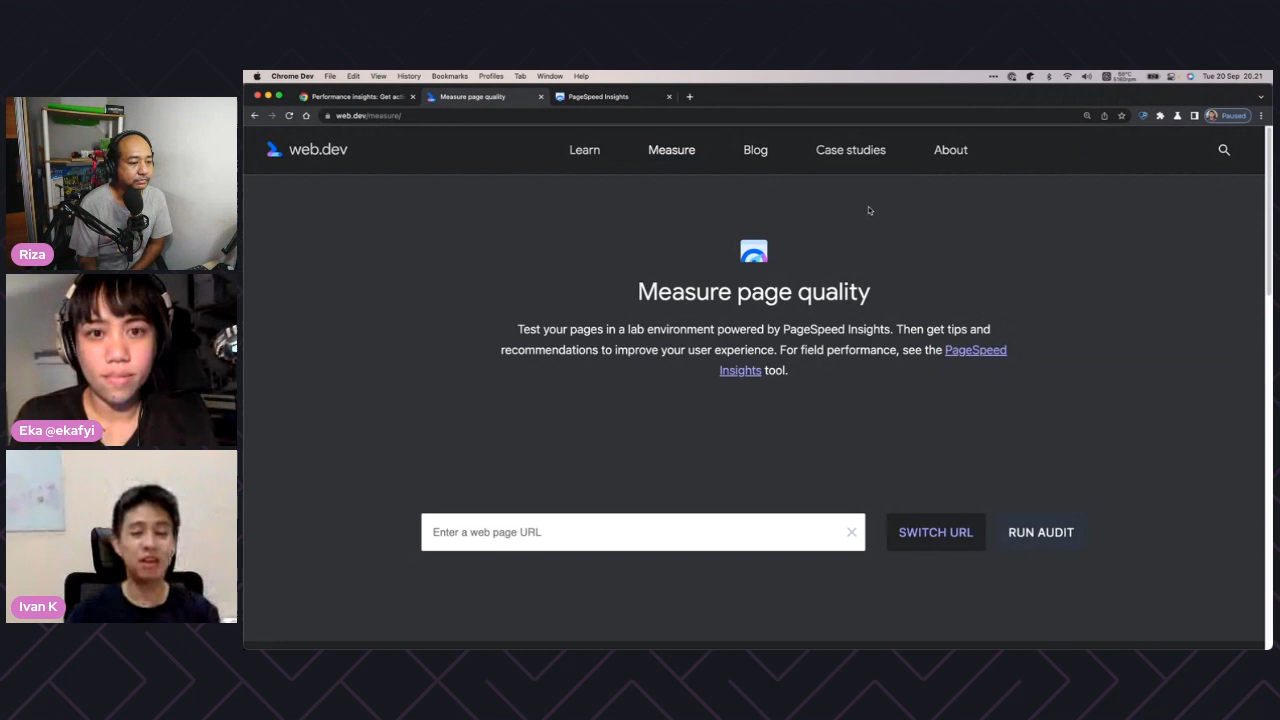 Chrome Dev File Edit View History Bookmarks Profiles Tab Window Help
Tue 20 Sep 20.21
Performance insights: Get acti
Measure page quality
PageSpeed Insights
web.dev/measure/
Paused
web.dev
Learn
Measure
Blog
Case studies
About
Measure page quality
Test your pages in a lab environment powered by PageSpeed Insights. Then get tips and
recommendations to improve your user experience. For field performance, see the PageSpeed
Insights tool.
Enter a web page URL
SWITCH URL
RUN AUDIT
Riza
Eka @ekafyi
Ivan K